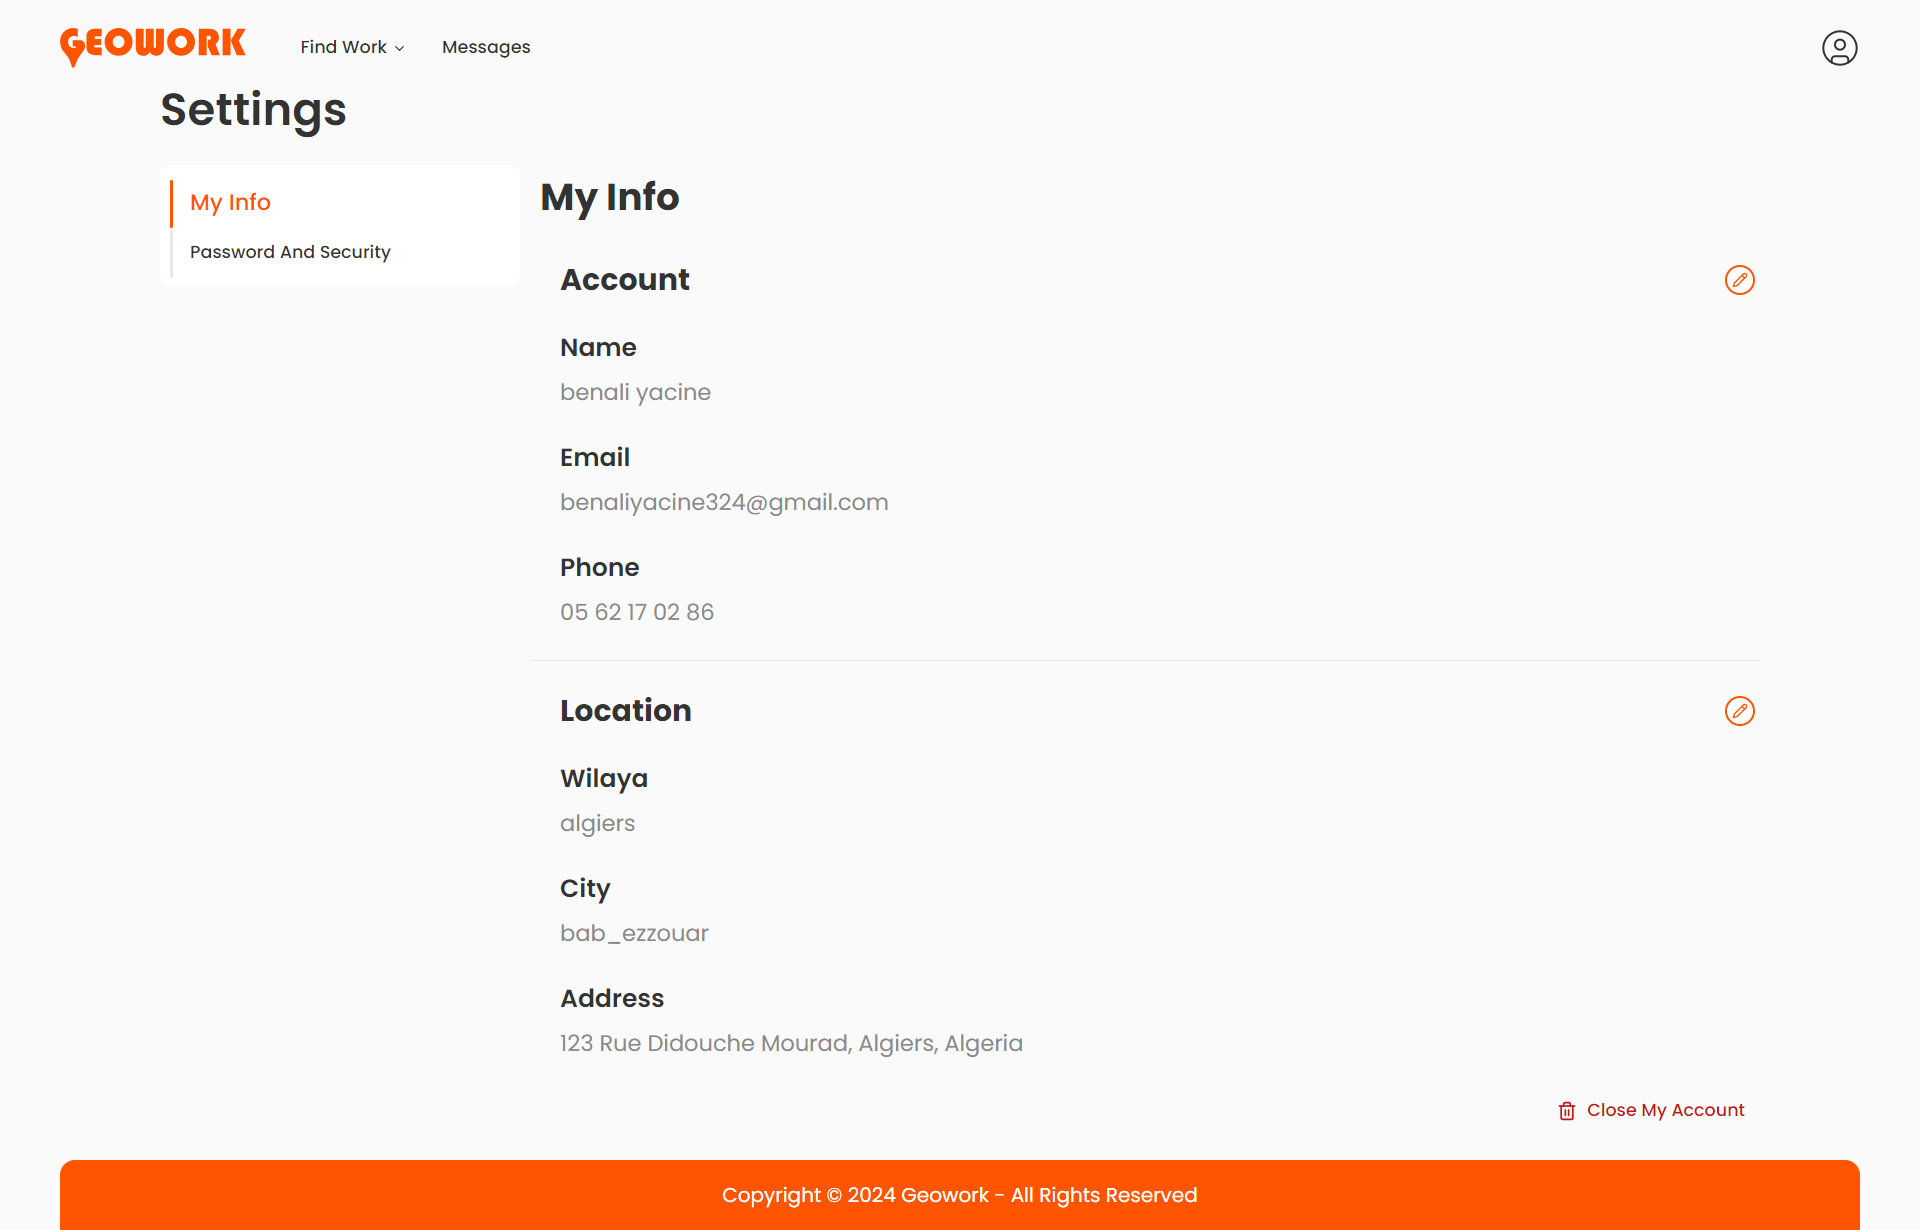 GEOWORK
Find Work
Messages
Settings
My Info
Password And Security
My Info
Account
Name
benali yacine
Email
benaliyacine324@gmail.com
Phone
05 62 17 02 86
Location
Wilaya
algiers
City
bab_ezzouar
Address
123 Rue Didouche Mourad, Algiers, Algeria
Close My Account
Copyright © 2024 Geowork - All Rights Reserved